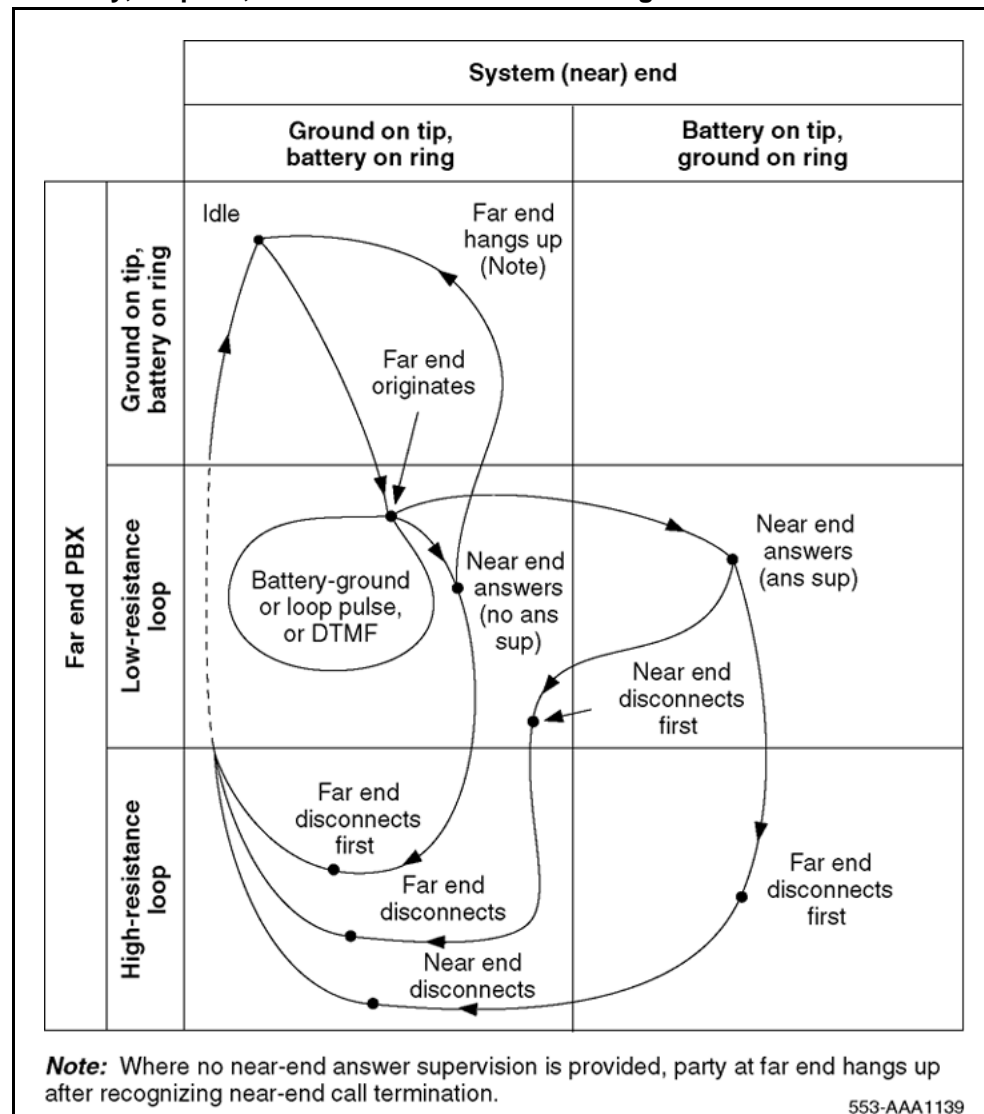 System (near) end
Ground on tip,
battery on ring
Battery on tip,
ground on ring
Far end PBX
Ground on tip,
battery on ring
Idle
Far end
hangs up
(Note)
Far end
originates
Low-resistance
loop
Battery-ground
or loop pulse,
or DTMF
Near end
answers
(no ans
sup)
Near end
answers
(ans sup)
Near end
disconnects
first
High-resistance
loop
Far end
disconnects
first
Far end
disconnects
Near end
disconnects
Far end
disconnects
first
Note: Where no near-end answer supervision is provided, party at far end hangs up
after recognizing near-end call termination.
553-AAA1139